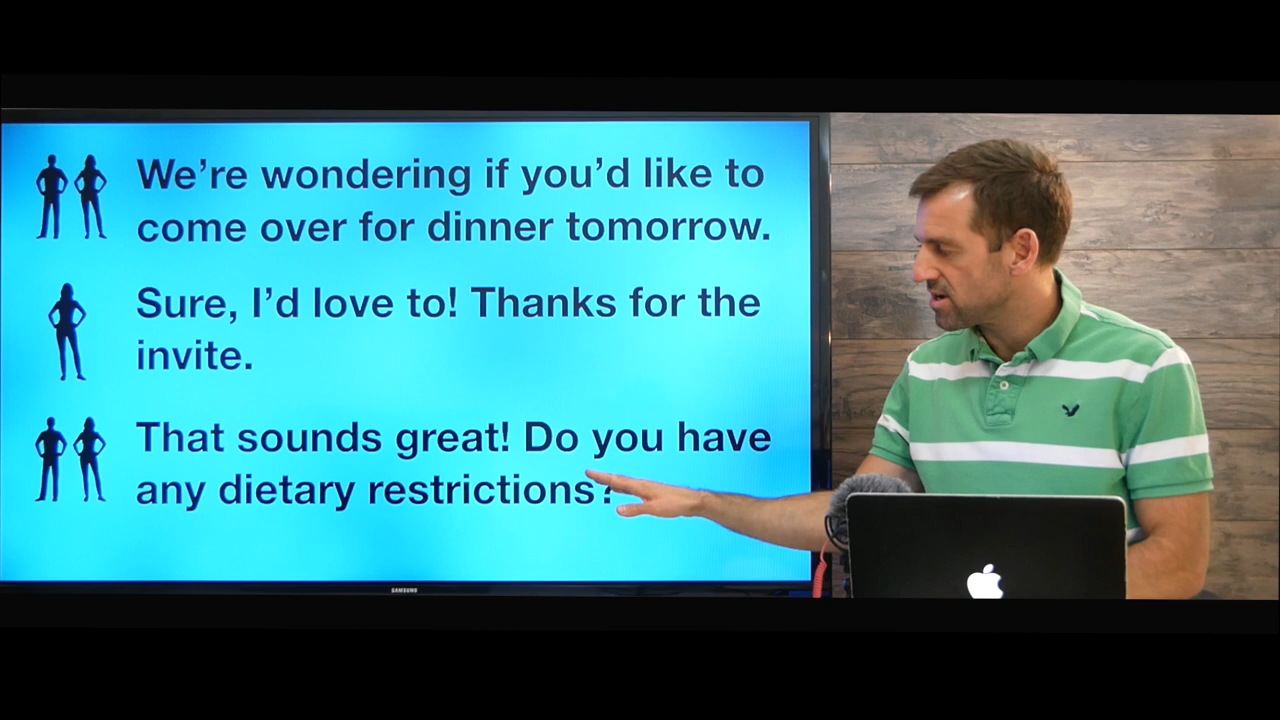 We’re wondering if you’d like to
come over for dinner tomorrow.
Sure, I’d love to! Thanks for the
invite.
That sounds great! Do you have
any dietary restrictions?
SAMSUNG